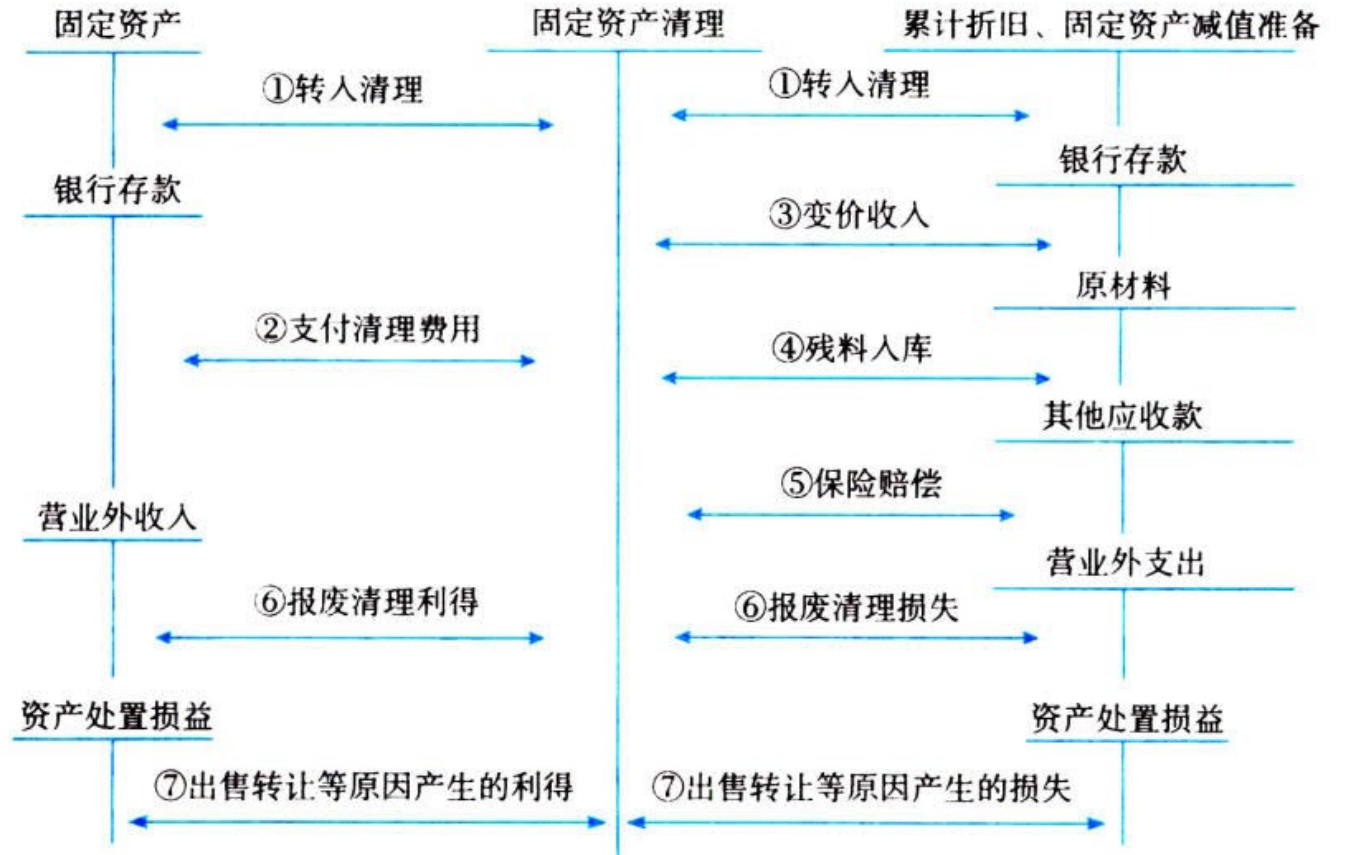 固定资产
固定资产清理
累计折旧、固定资产减值准备
①转入清理
①转入清理
银行存款
银行存款
③变价收入
原材料
②支付清理费用
④残料入库
其他应收款
⑤保险赔偿
营业外收入
营业外支出
⑥报废清理利得
⑥报废清理损失
资产处置损益
资产处置损益
⑦出售转让等原因产生的利得
⑦出售转让等原因产生的损失